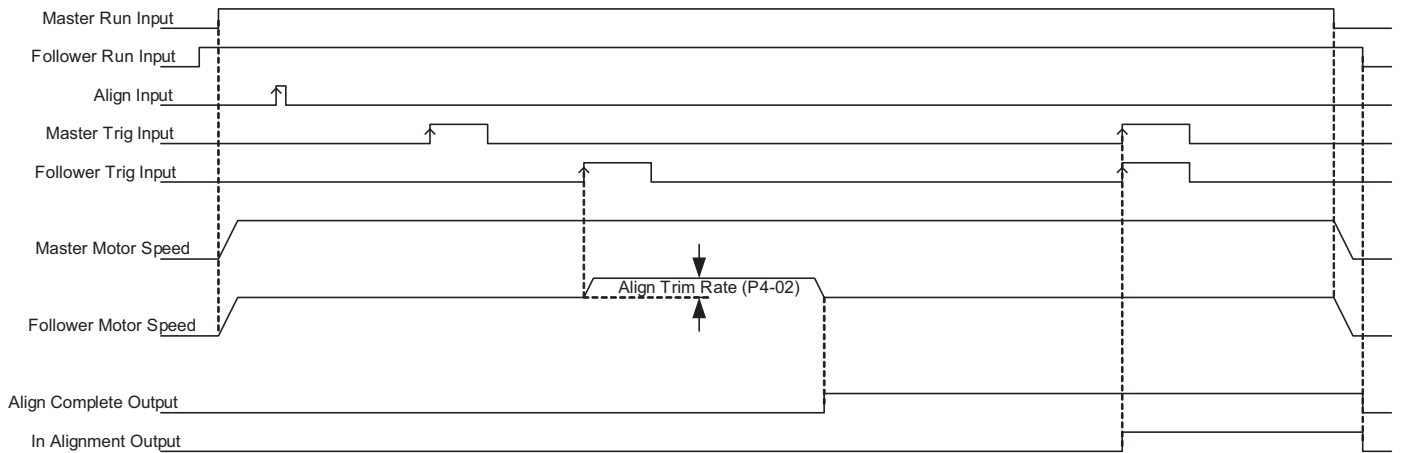 Master Run Input
Follower Run Input
Align Input
Master Trig Input
Follower Trig Input
Master Motor Speed
Align Trim Rate (P4-02)
Follower Motor Speed
Align Complete Output
In Alignment Output